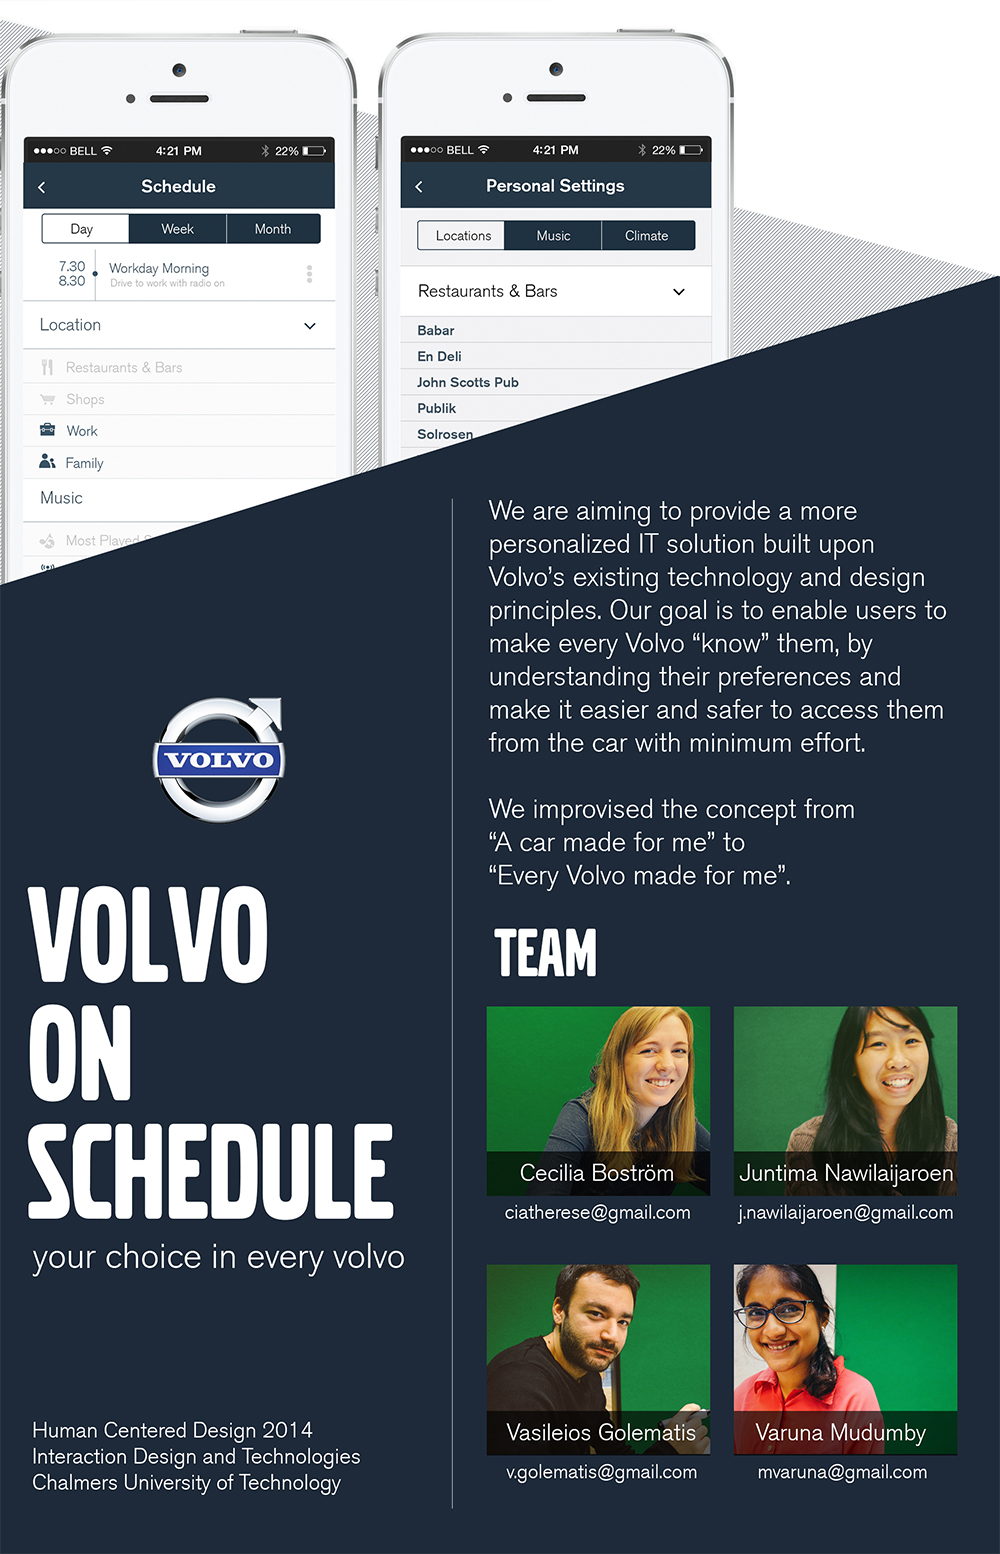 BELL 4:21 PM 22%
Schedule
Day Week Month
7.30
8.30
Workday Morning
Drive to work with radio on
Location
Restaurants & Bars
Shops
Work
Family
Music
Most Played
BELL 4:21 PM 22%
Personal Settings
Locations Music Climate
Restaurants & Bars
Babar
En Deli
John Scotts Pub
Publik
Solrosen
VOLVO
VOLVO
ON
SCHEDULE
your choice in every volvo
Human Centered Design 2014
Interaction Design and Technologies
Chalmers University of Technology
We are aiming to provide a more
personalized IT solution built upon
Volvo’s existing technology and design
principles. Our goal is to enable users to
make every Volvo “know” them, by
understanding their preferences and
make it easier and safer to access them
from the car with minimum effort.
We improvised the concept from
“A car made for me” to
“Every Volvo made for me”.
TEAM
Cecilia Boström
ciatherese@gmail.com
Juntima Nawilaijaroen
j.nawilaijaroen@gmail.com
Vasileios Golematis
v.golematis@gmail.com
Varuna Mudumby
mvaruna@gmail.com